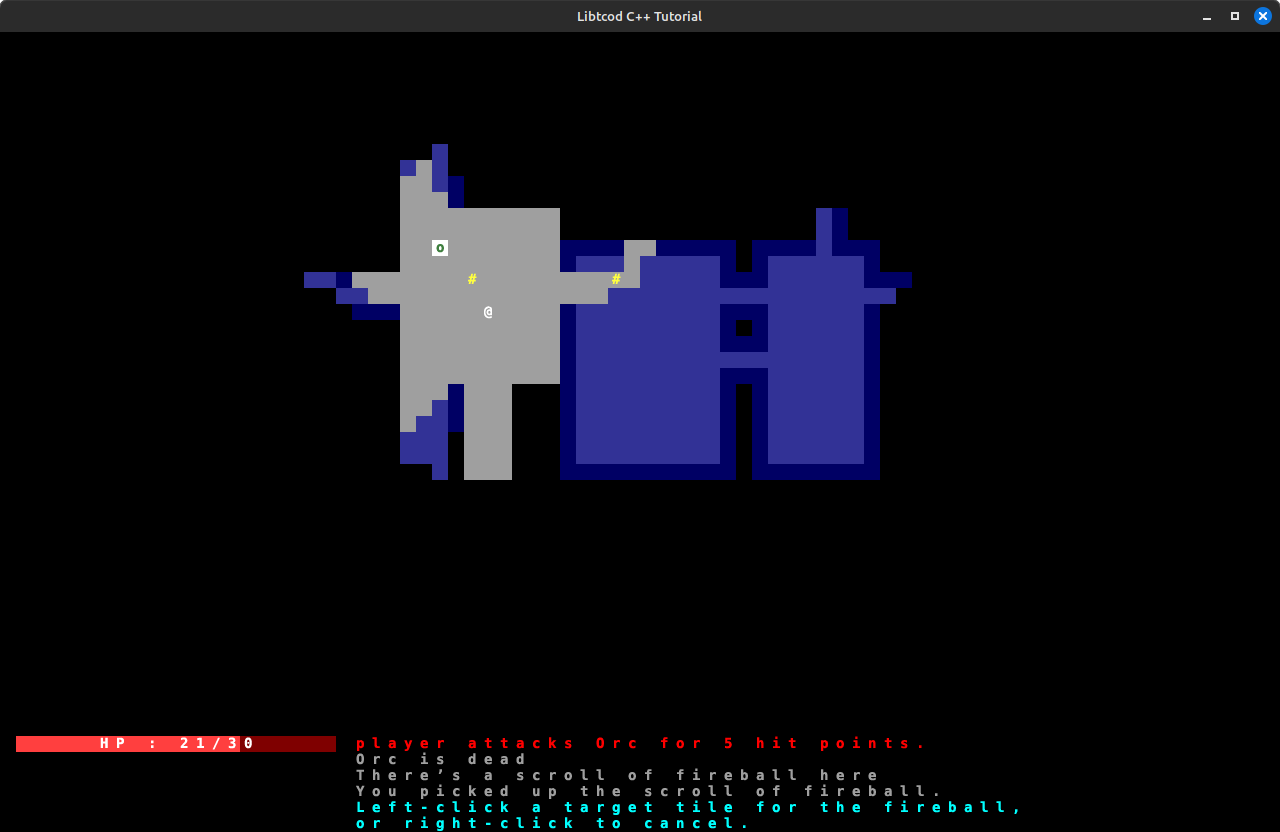 Libtcod C++ Tutorial
o
# #
@
HP : 21/30
player attacks Orc for 5 hit points.
Orc is dead
There's a scroll of fireball here
You picked up the scroll of fireball.
Left-click a target tile for the fireball,
or right-click to cancel.